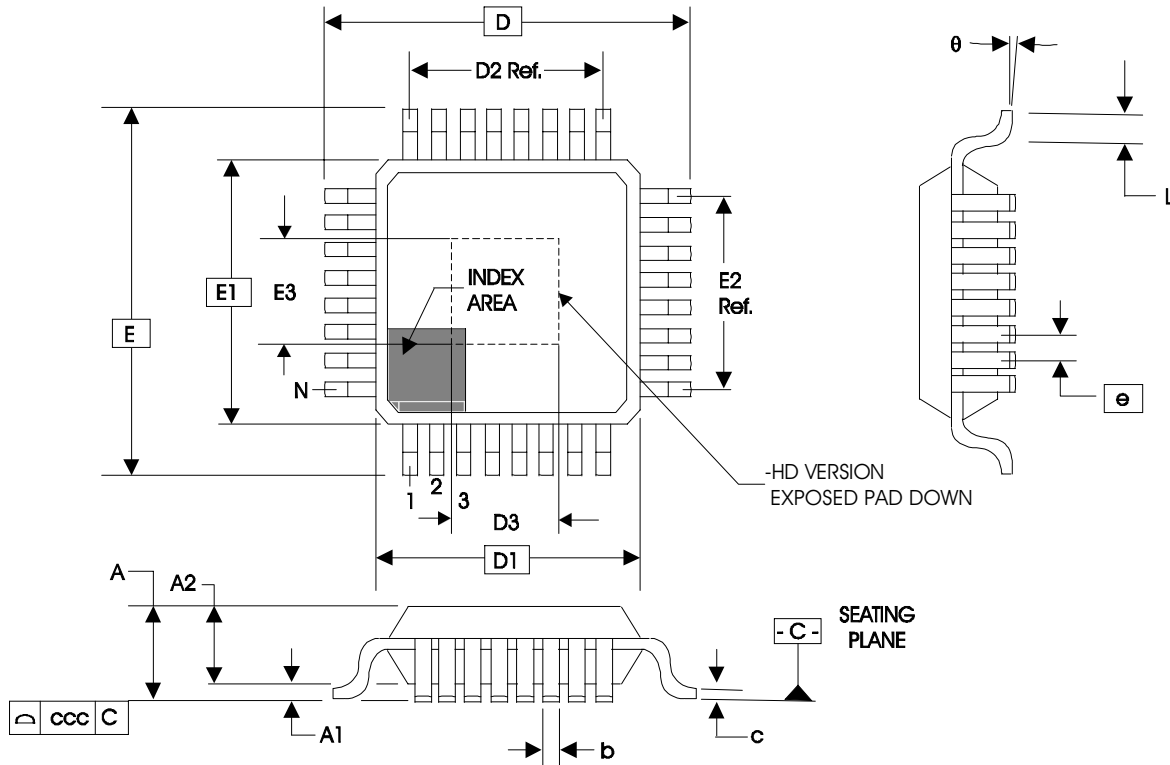 D
D2 Ref.
θ
L
E
E1
E3
INDEX
AREA
E2
Ref.
N
e
1
2
3
-HD VERSION
EXPOSED PAD DOWN
D3
D1
A
A2
- C -
SEATING
PLANE
⌓ ccc C
A1
b
c